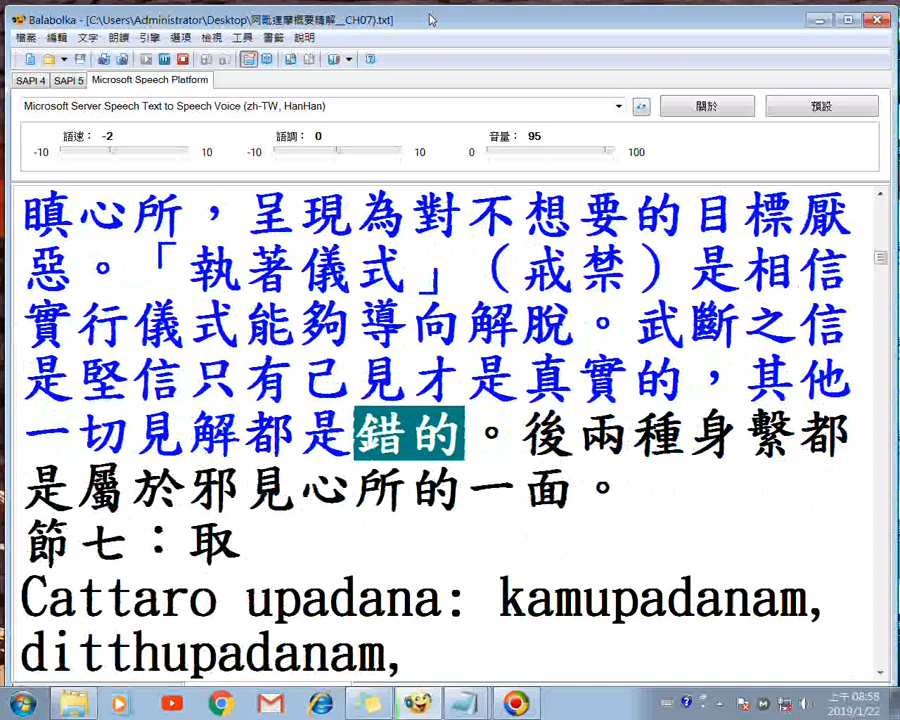 Balabolka - [C:\Users\Administrator\Desktop\阿毗達摩概要精解__CH07).txt]
檔案 編輯 文字 朗讀 引擎 選項 檢視 工具 書籤 說明
SAPI 4 SAPI 5 Microsoft Speech Platform
Microsoft Server Speech Text to Speech Voice (zh-TW, HanHan) 關於 預設
語速： -2 語調： 0 音量： 95
-10 10 -10 10 0 100
瞋心所，呈現為對不想要的目標厭
惡。「執著儀式」（戒禁）是相信
實行儀式能夠導向解脫。武斷之信
是堅信只有己見才是真實的，其他
一切見解都是錯的。後兩種身繫都
是屬於邪見心所的一面。
節七：取
Cattaro upadana: kamupadanam,
ditthupadanam,
上午 08:58
2019/1/22